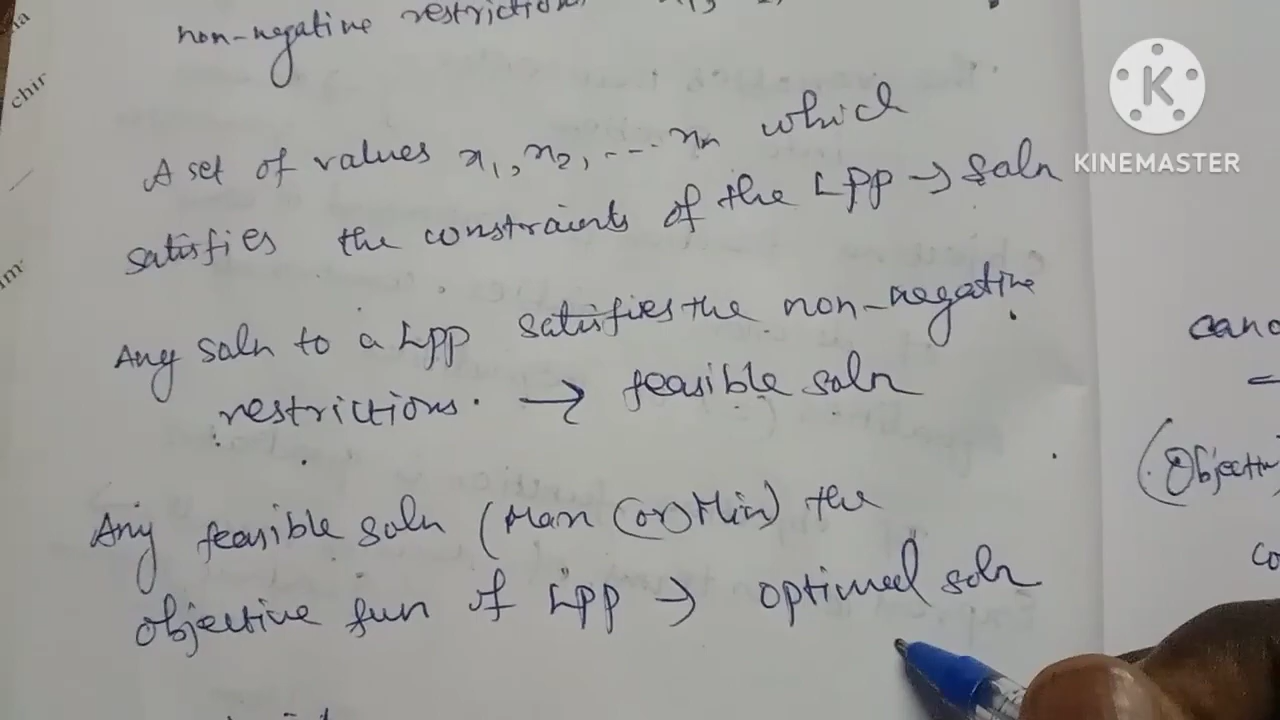 non-negative restrictions
chir
A set of values x₁, x₂, --- xn which
satisfies the constraints of the LPP → soln
Any soln to a LPP satisfies the non-negative
restrictions. → feasible soln
Any feasible soln (Max (or) Min) the
objective fun of LPP → optimal soln
K
KINEMASTER